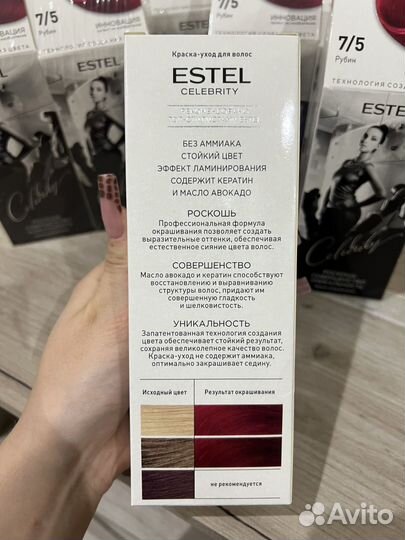 ИННОВАЦИЯ
7/5
Рубин
ESTEL
ИННОВАЦИЯ
7/5
Рубин
ESTEL
Celebrity
Celebrity
Краска-уход для волос
ESTEL
CELEBRITY
БЕЗ АММИАКА
СТОЙКИЙ ЦВЕТ
ЭФФЕКТ ЛАМИНИРОВАНИЯ
СОДЕРЖИТ КЕРАТИН
И МАСЛО АВОКАДО
РОСКОШЬ
Профессиональная формула
окрашивания позволяет создать
выразительные оттенки, обеспечивая
естественное сияние цвета волос.
СОВЕРШЕНСТВО
Масло авокадо и кератин способствуют
восстановлению и выравниванию
структуры волос, придают им
совершенную гладкость
и шелковистость.
УНИКАЛЬНОСТЬ
Запатентованная технология создания
цвета обеспечивает стойкий результат,
сохраняя великолепное качество волос.
Краска-уход не содержит аммиака,
оптимально закрашивает седину.
Исходный цвет
Результат окрашивания
не рекомендуется
Avito